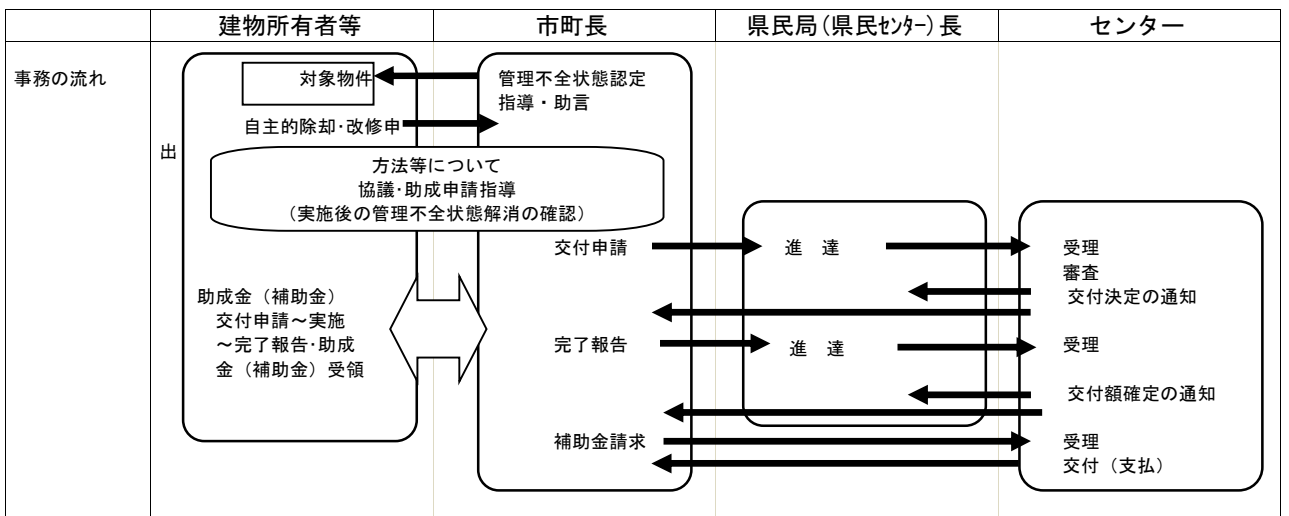 建物所有者等
市町長
県民局(県民ｾﾝﾀｰ)長
センター
事務の流れ
対象物件
管理不全状態認定
指導・助言
自主的除却･改修申
出
方法等について
協議･助成申請指導
（実施後の管理不全状態解消の確認）
交付申請
進 達
受理
審査
助成金（補助金）
交付申請～実施
～完了報告･助成
金（補助金）受領
交付決定の通知
完了報告
進 達
受理
交付額確定の通知
補助金請求
受理
交付（支払）